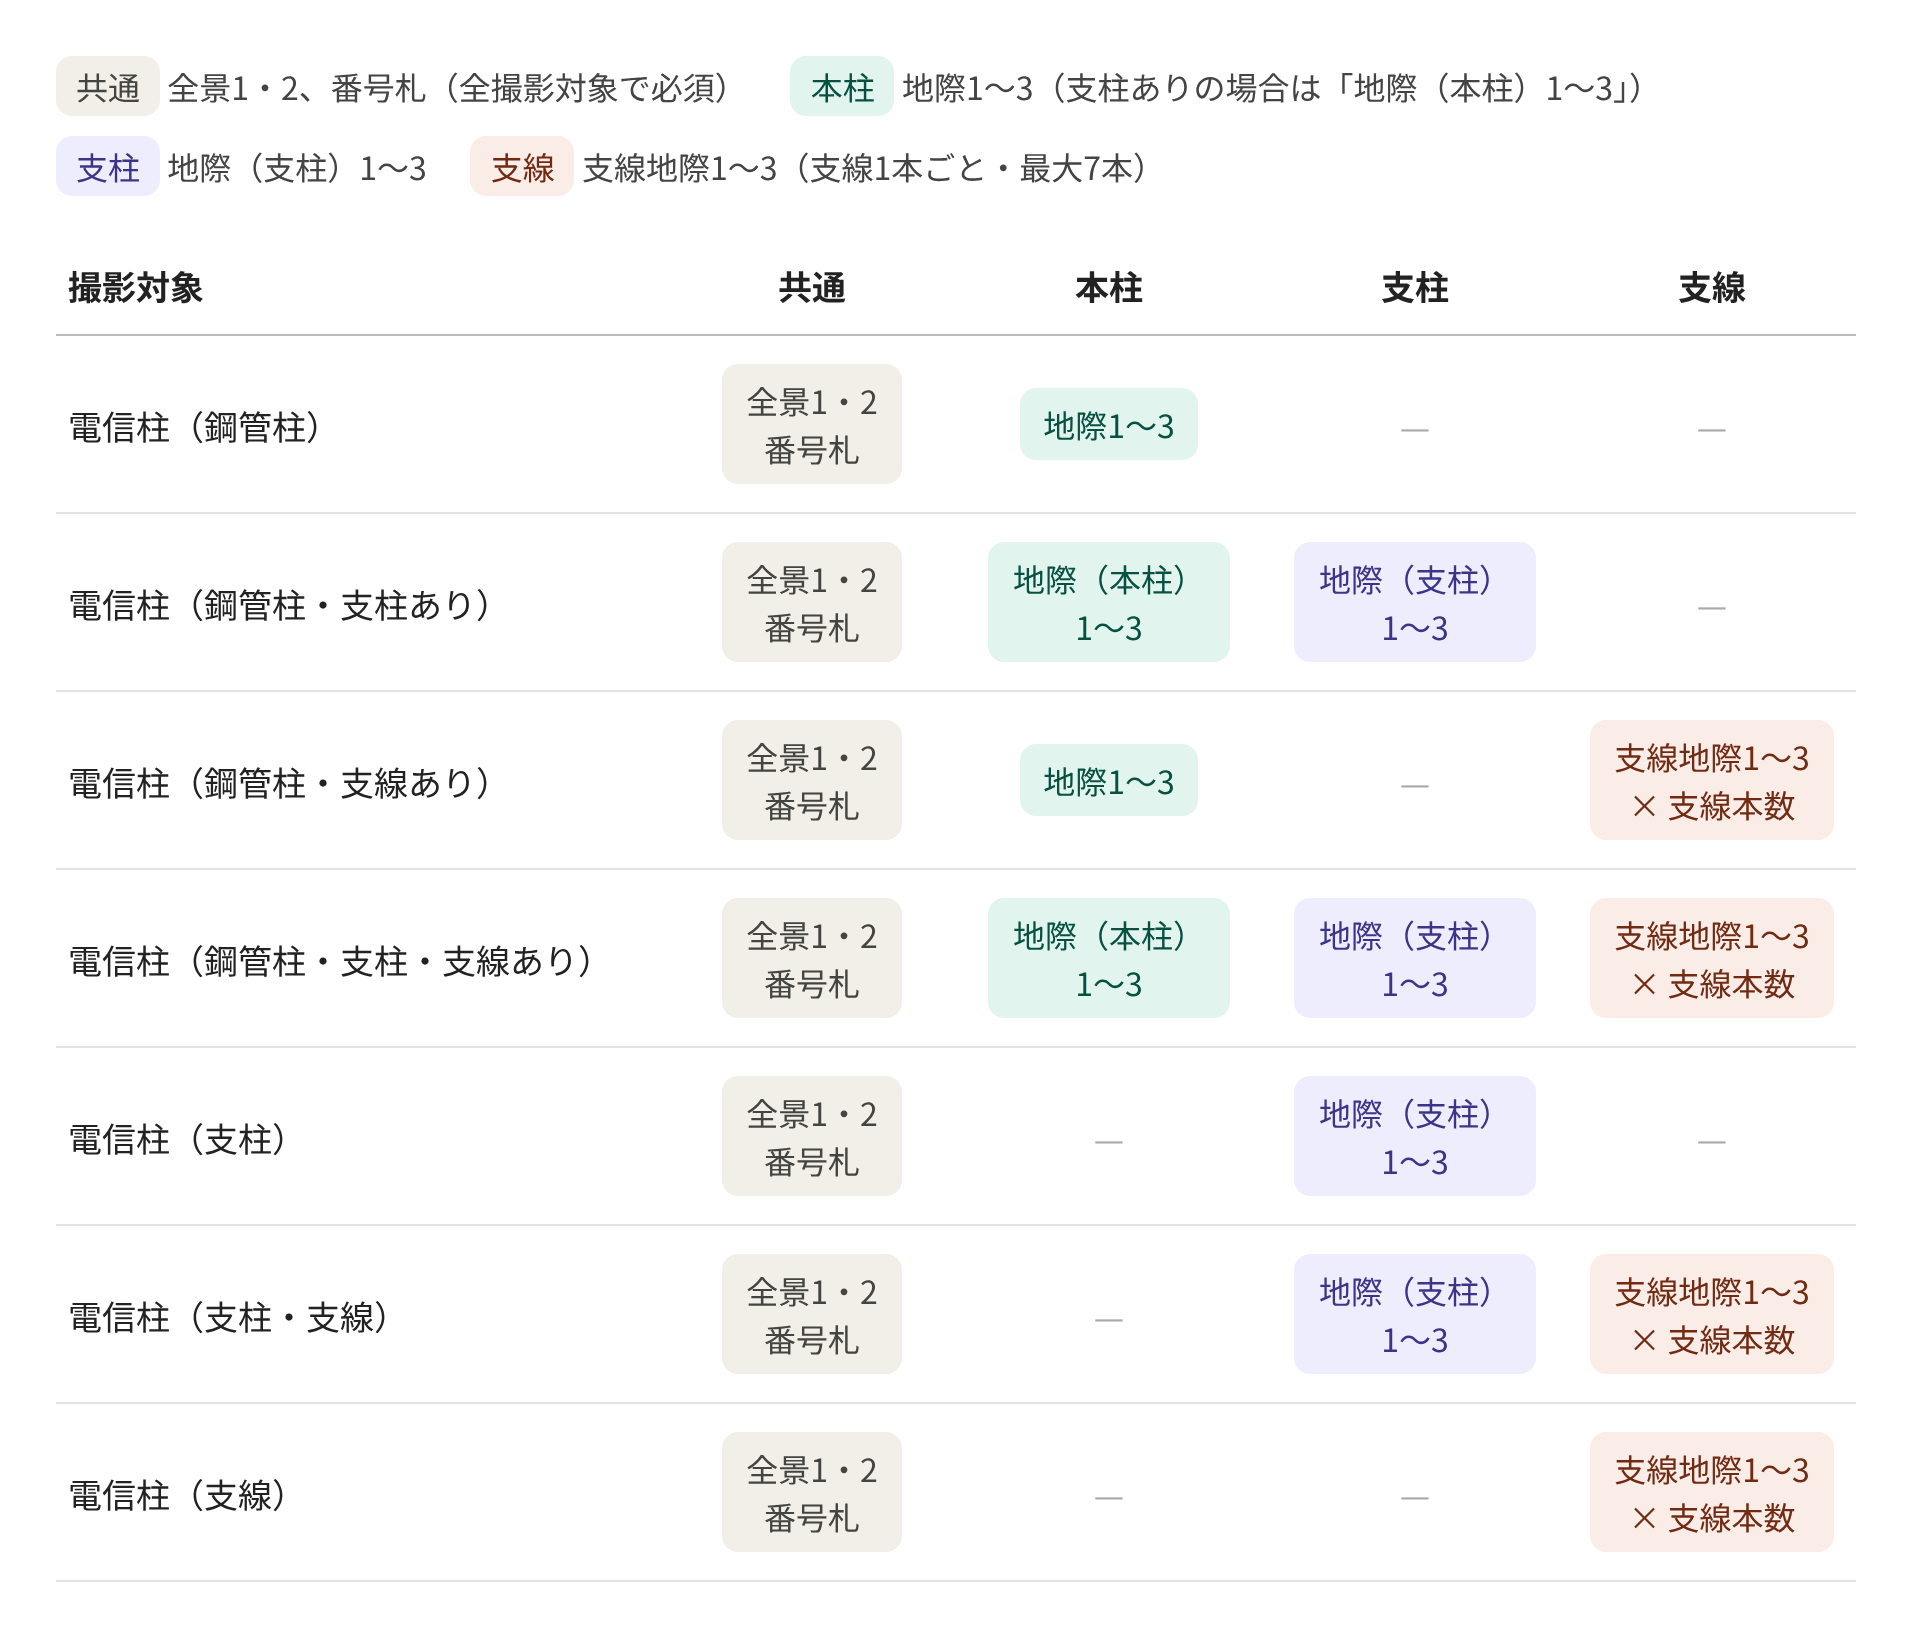 共通 全景1・2、番号札（全撮影対象で必須） 本柱 地際1～3（支柱ありの場合は「地際（本柱）1～3」）
支柱 地際（支柱）1～3 支線 支線地際1～3（支線1本ごと・最大7本）
撮影対象 共通 本柱 支柱 支線
電信柱（鋼管柱） 全景1・2 地際1～3 — —
番号札
電信柱（鋼管柱・支柱あり） 全景1・2 地際（本柱） 地際（支柱） —
番号札 1～3 1～3
電信柱（鋼管柱・支線あり） 全景1・2 地際1～3 — 支線地際1～3
番号札 × 支線本数
電信柱（鋼管柱・支柱・支線あり） 全景1・2 地際（本柱） 地際（支柱） 支線地際1～3
番号札 1～3 1～3 × 支線本数
電信柱（支柱） 全景1・2 — 地際（支柱） —
番号札 1～3
電信柱（支柱・支線） 全景1・2 — 地際（支柱） 支線地際1～3
番号札 1～3 × 支線本数
電信柱（支線） 全景1・2 — — 支線地際1～3
番号札 × 支線本数